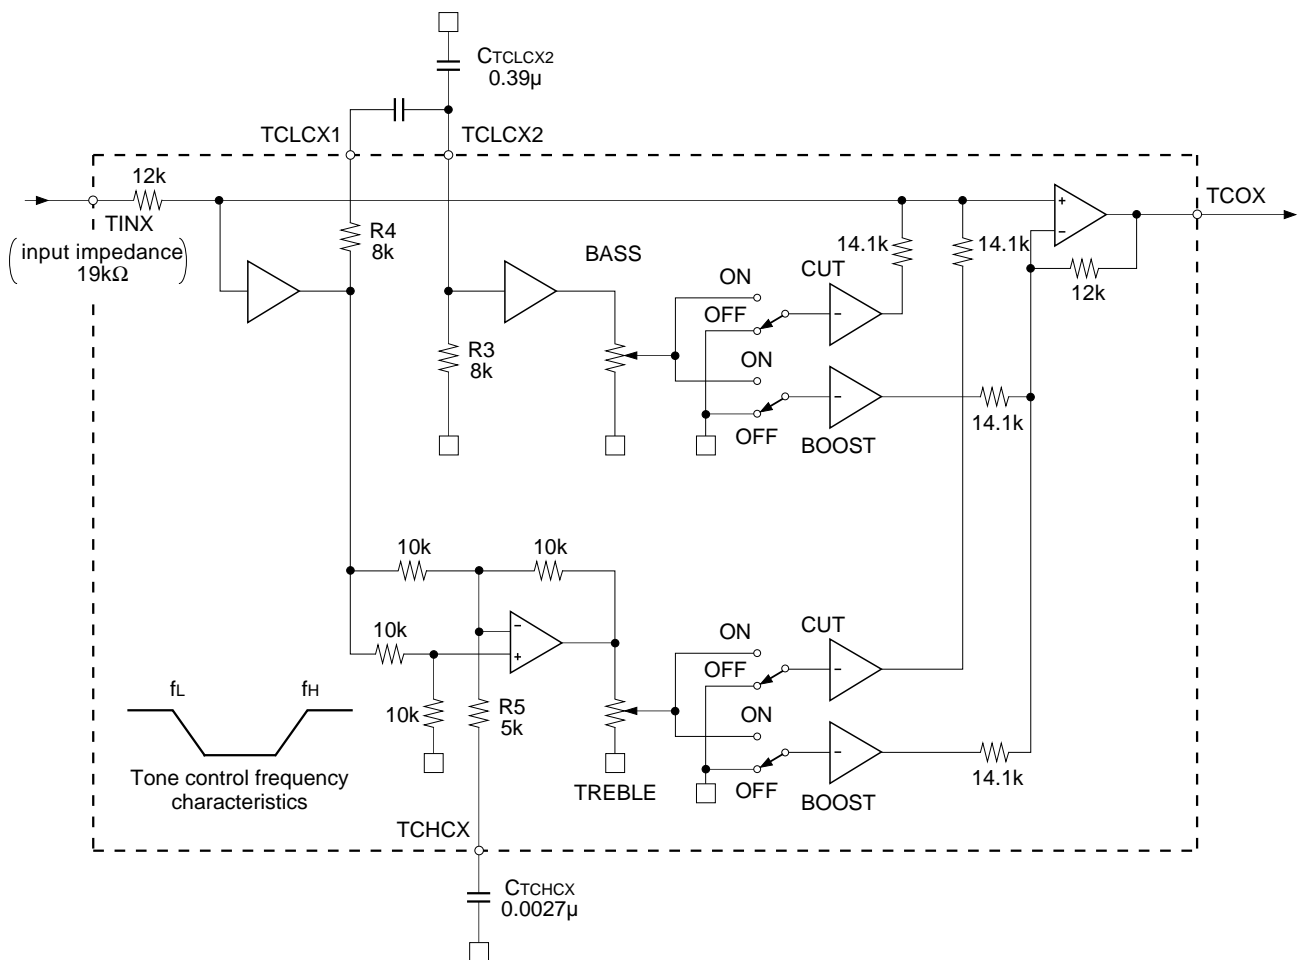 CTCLCX2
0.39µ
TCLCX1
TCLCX2
12k
TINX
(input impedance
19kΩ)
R4
8k
BASS
14.1k
14.1k
+
−
TCOX
12k
ON
OFF
CUT
−
R3
8k
ON
OFF
−
BOOST
14.1k
10k
10k
10k
−
+
10k
R5
5k
ON
OFF
CUT
−
ON
OFF
−
BOOST
14.1k
TREBLE
fL
fH
Tone control frequency
characteristics
TCHCX
CTCHCX
0.0027µ